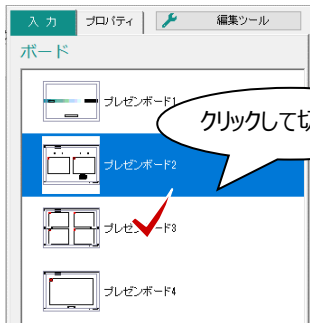 入 力
プロパティ
編集ツール
ボード
プレゼンボード1
クリックして切
プレゼンボード2
プレゼンボード3
プレゼンボード4